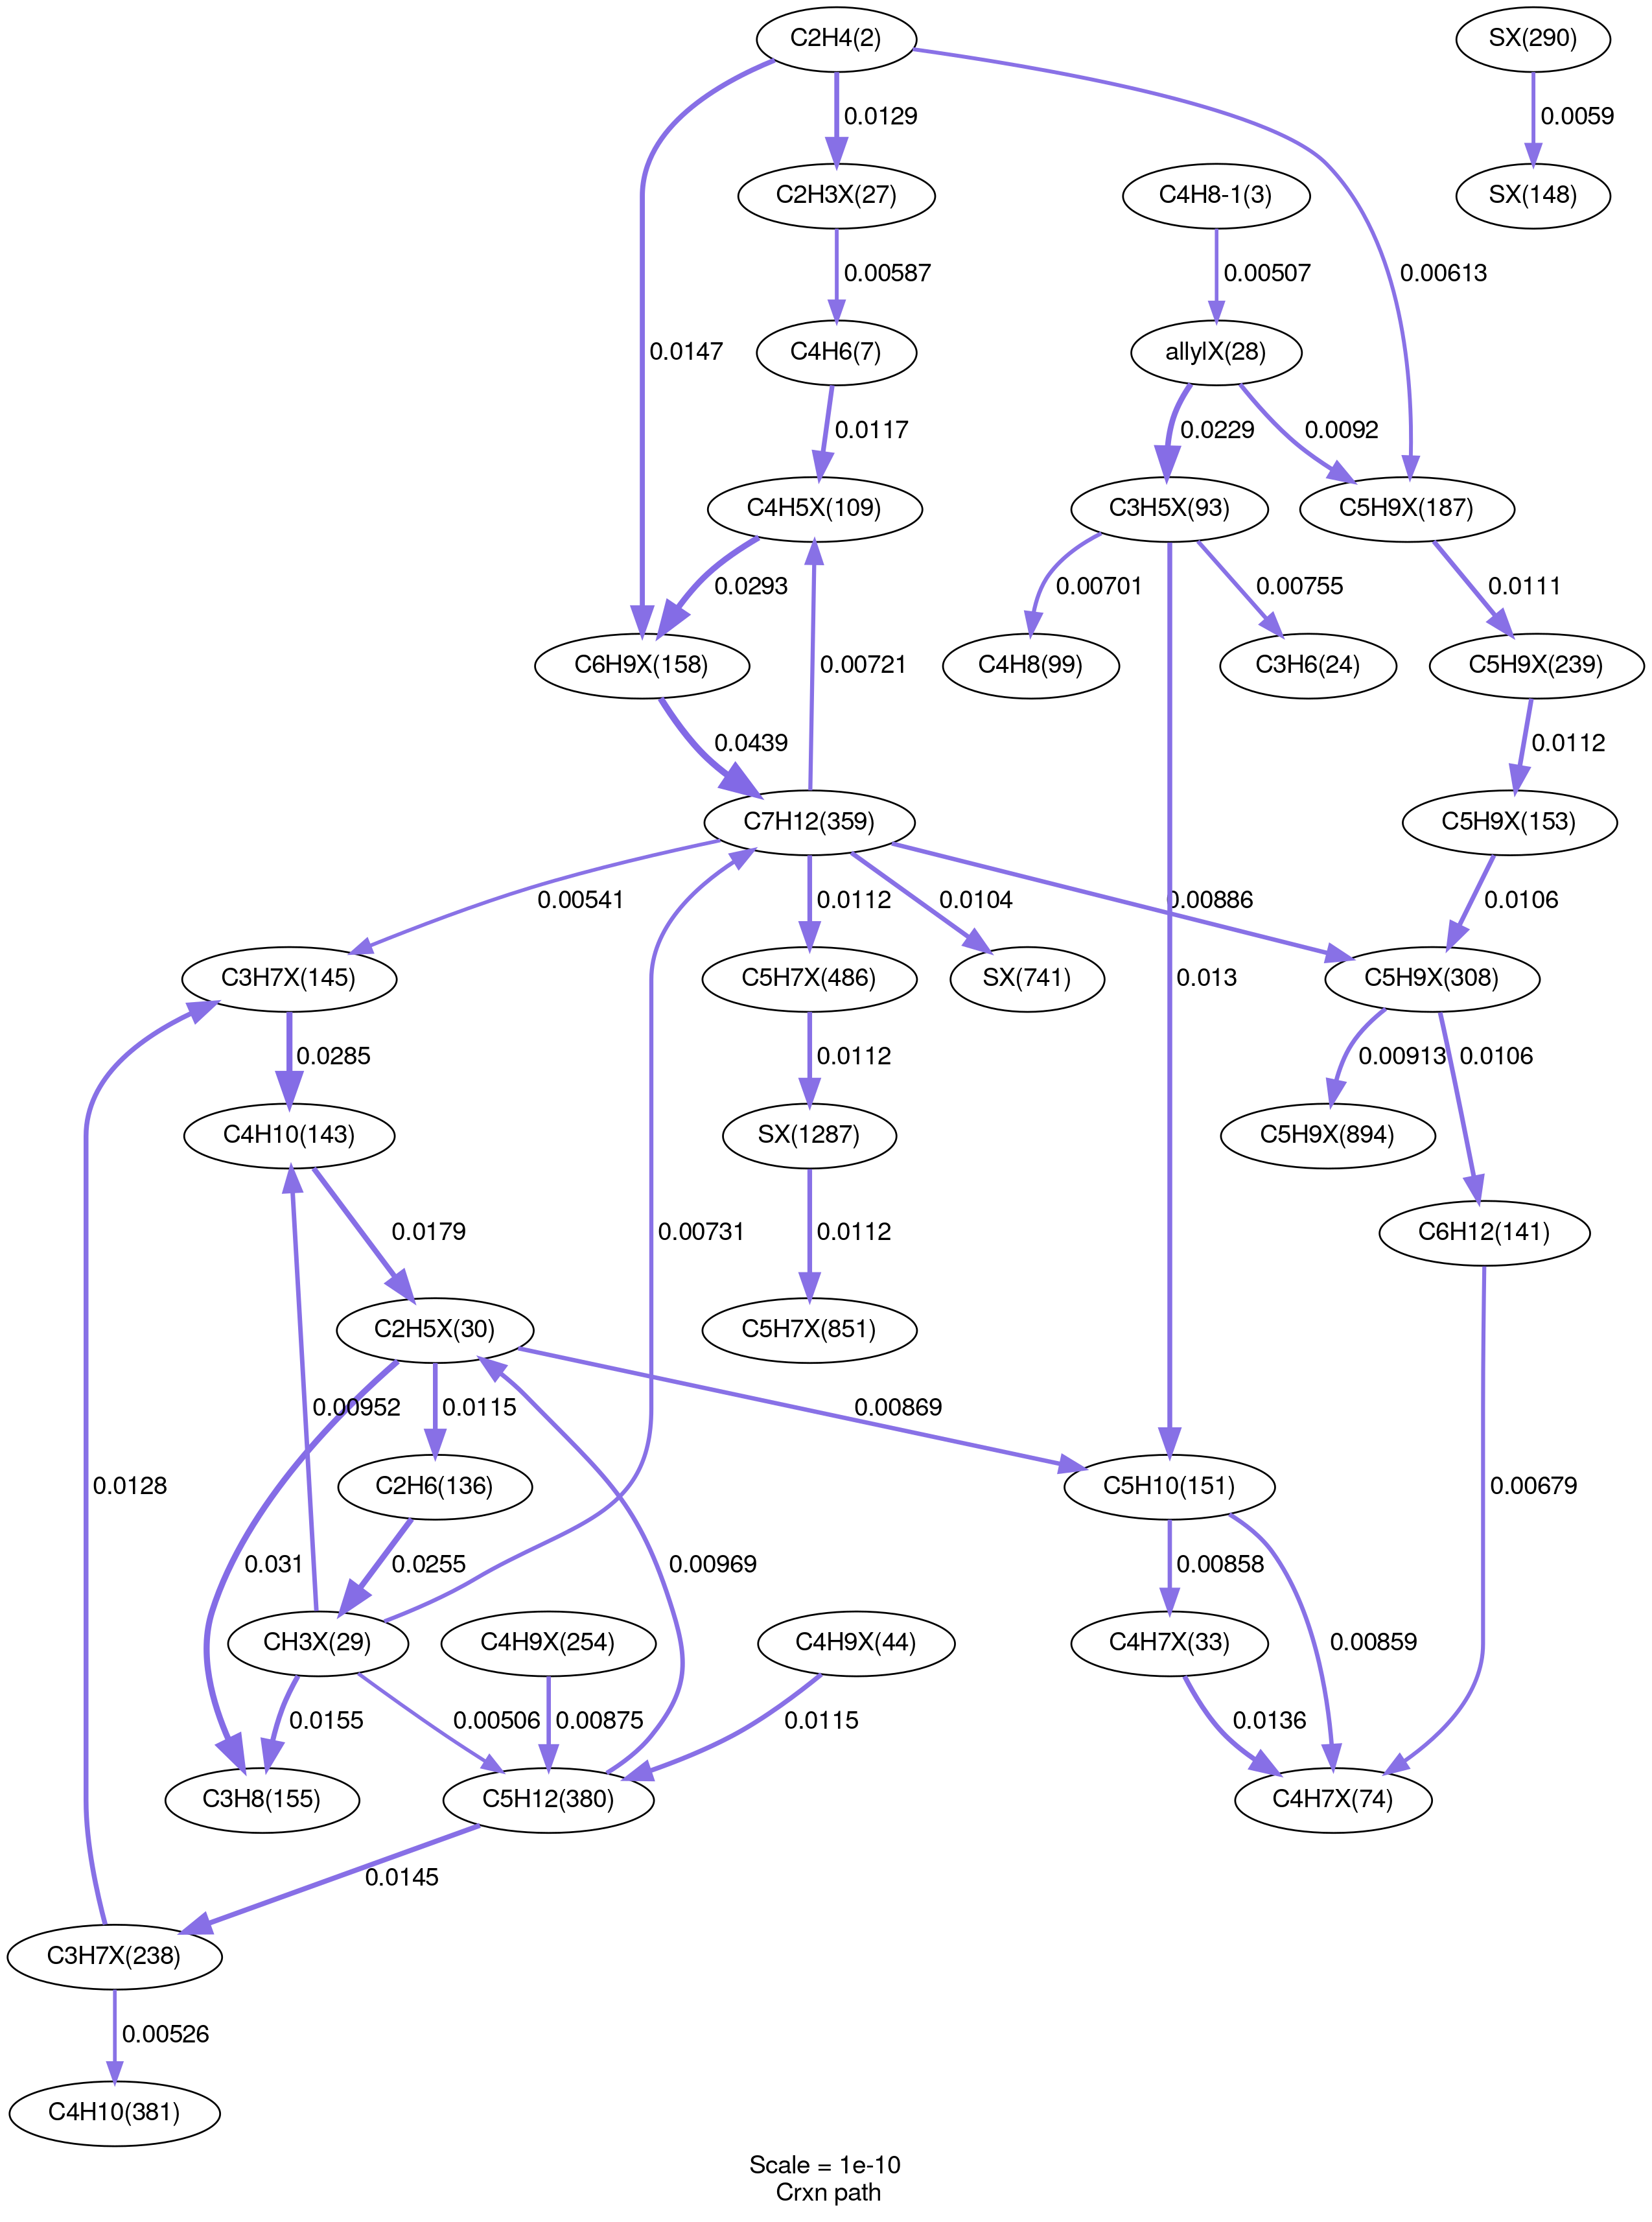 C2H4(2)
SX(290)
0.0129
0.0059
C2H3X(27)
C4H8-1(3)
SX(148)
0.00587
0.00507
0.00613
0.0147
C4H6(7)
allylX(28)
0.0117
0.0229
0.0092
C4H5X(109)
C3H5X(93)
C5H9X(187)
0.0293
0.00701
0.00755
0.0111
C6H9X(158)
0.00721
C4H8(99)
C3H6(24)
C5H9X(239)
0.0439
0.0112
C7H12(359)
C5H9X(153)
0.00541
0.0112
0.0104
0.00886
0.0106
C3H7X(145)
C5H7X(486)
SX(741)
0.013
C5H9X(308)
0.0285
0.0112
0.00913
0.0106
C4H10(143)
SX(1287)
C5H9X(894)
0.0179
0.00731
0.0112
C6H12(141)
C2H5X(30)
C5H7X(851)
0.00952
0.0115
0.00869
0.0128
C2H6(136)
C5H10(151)
0.00679
0.031
0.0255
0.00969
0.00858
CH3X(29)
C4H9X(254)
C4H9X(44)
C4H7X(33)
0.00859
0.0155
0.00506
0.00875
0.0115
0.0136
C3H8(155)
C5H12(380)
C4H7X(74)
0.0145
C3H7X(238)
0.00526
C4H10(381)
Scale = 1e-10
Crxn path